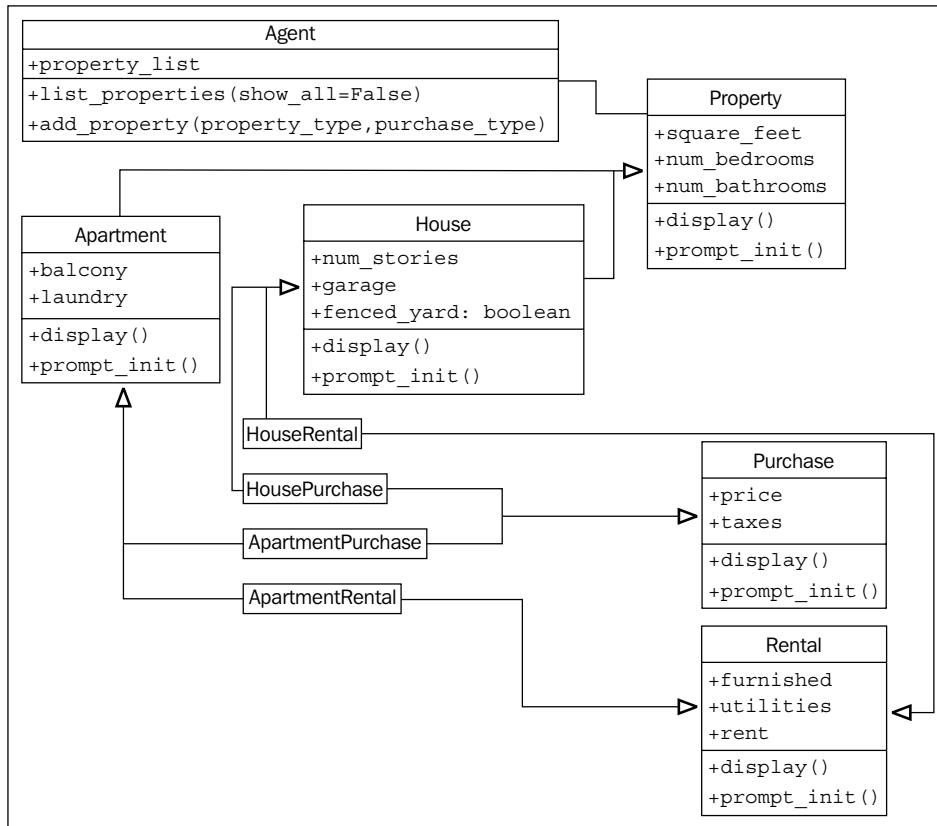 Agent
+property_list
+list_properties(show_all=False)
+add_property(property_type,purchase_type)
Property
+square_feet
+num_bedrooms
+num_bathrooms
+display()
+prompt_init()
Apartment
+balcony
+laundry
+display()
+prompt_init()
House
+num_stories
+garage
+fenced_yard: boolean
+display()
+prompt_init()
HouseRental
HousePurchase
ApartmentPurchase
ApartmentRental
Purchase
+price
+taxes
+display()
+prompt_init()
Rental
+furnished
+utilities
+rent
+display()
+prompt_init()